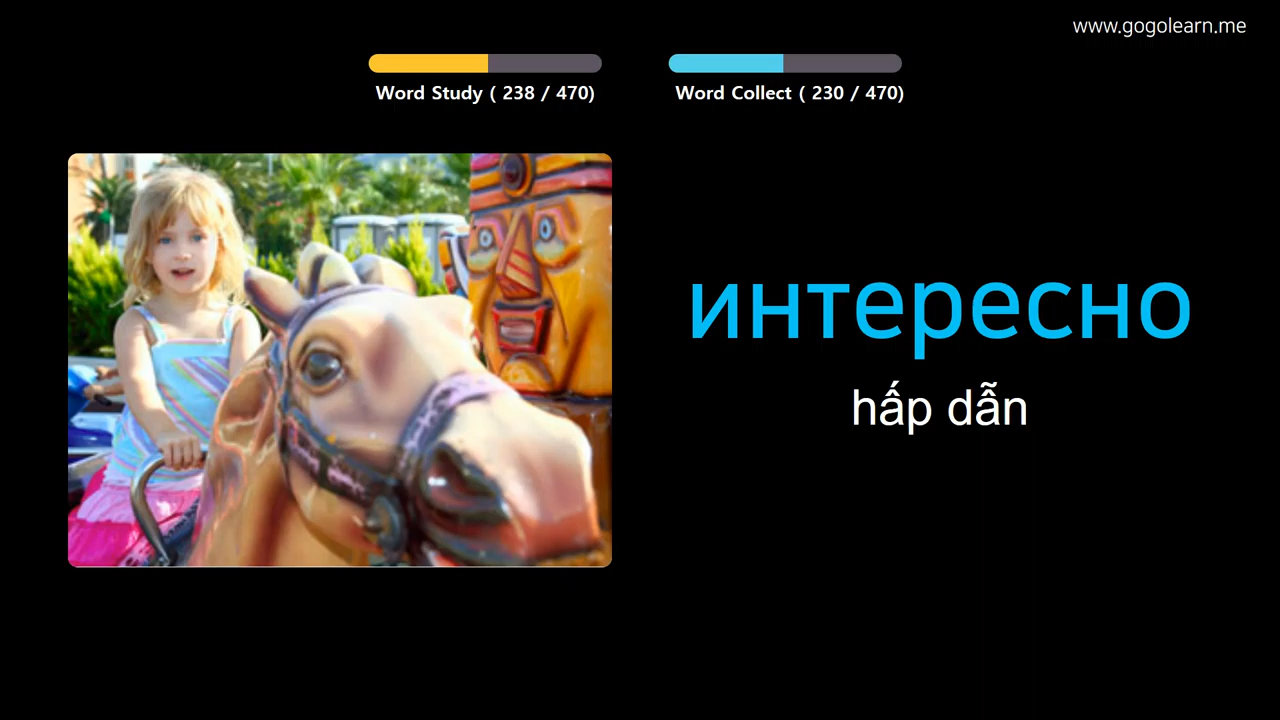 www.gogolearn.me
Word Study ( 238 / 470)
Word Collect ( 230 / 470)
интересно
hấp dẫn